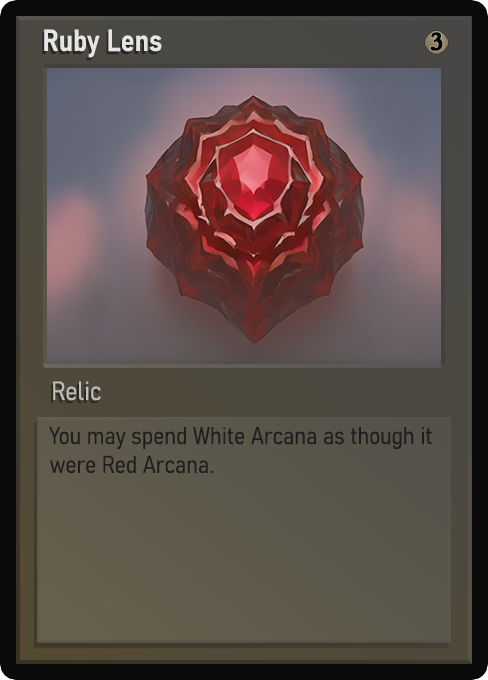 Ruby Lens
3
Relic
You may spend White Arcana as though it
were Red Arcana.